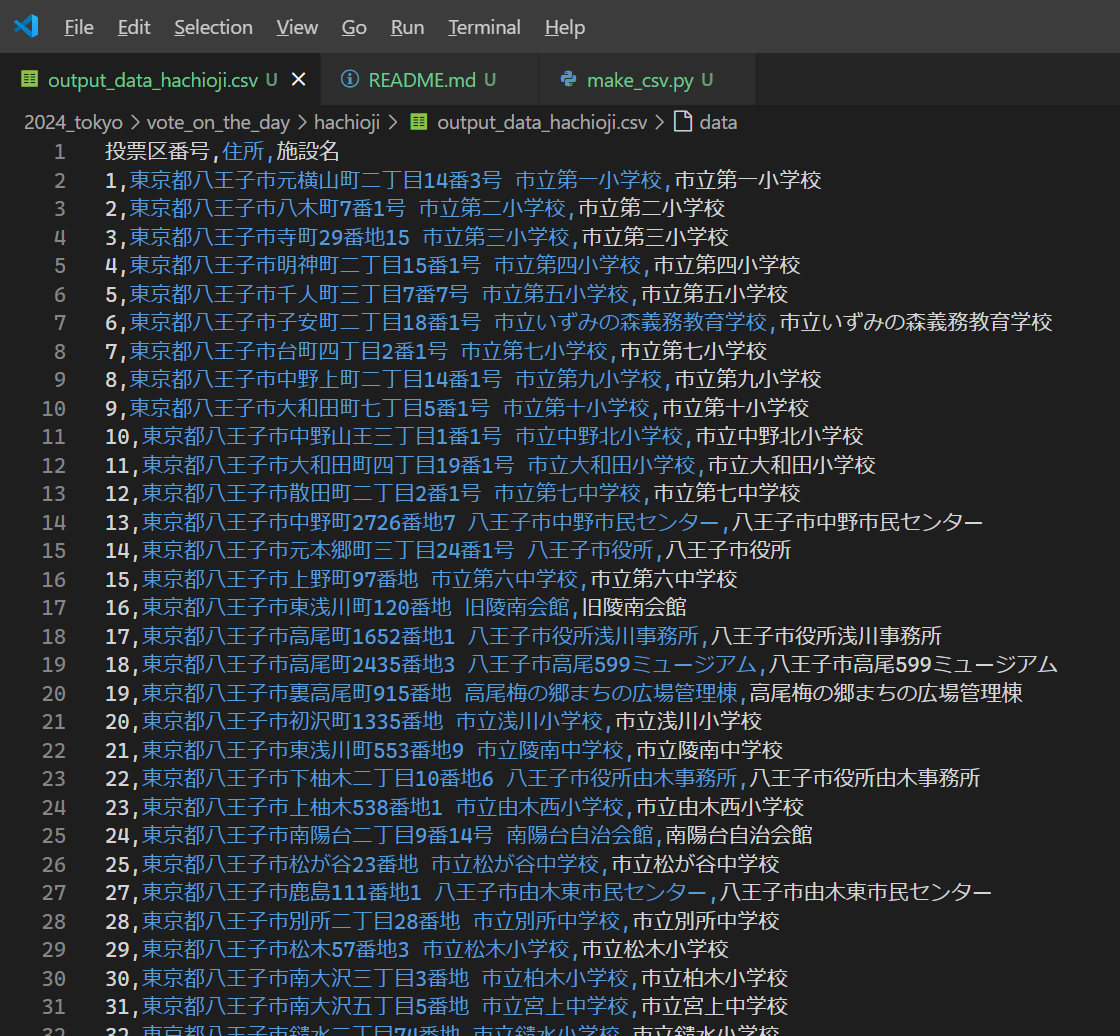 File Edit Selection View Go Run Terminal Help
output_data_hachioji.csv U × README.md U make_csv.py U
2024_tokyo > vote_on_the_day > hachioji > output_data_hachioji.csv > data
1 投票区番号,住所,施設名
2 1,東京都八王子市元横山町二丁目14番3号 市立第一小学校,市立第一小学校
3 2,東京都八王子市八木町7番1号 市立第二小学校,市立第二小学校
4 3,東京都八王子市寺町29番地15 市立第三小学校,市立第三小学校
5 4,東京都八王子市明神町二丁目15番1号 市立第四小学校,市立第四小学校
6 5,東京都八王子市千人町三丁目7番7号 市立第五小学校,市立第五小学校
7 6,東京都八王子市子安町二丁目18番1号 市立いずみの森義務教育学校,市立いずみの森義務教育学校
8 7,東京都八王子市台町四丁目2番1号 市立第七小学校,市立第七小学校
9 8,東京都八王子市中野上町二丁目14番1号 市立第九小学校,市立第九小学校
10 9,東京都八王子市大和田町七丁目5番1号 市立第十小学校,市立第十小学校
11 10,東京都八王子市中野山王三丁目1番1号 市立中野北小学校,市立中野北小学校
12 11,東京都八王子市大和田町四丁目19番1号 市立大和田小学校,市立大和田小学校
13 12,東京都八王子市散田町二丁目2番1号 市立第七中学校,市立第七中学校
14 13,東京都八王子市中野町2726番地7 八王子市中野市民センター,八王子市中野市民センター
15 14,東京都八王子市元本郷町三丁目24番1号 八王子市役所,八王子市役所
16 15,東京都八王子市上野町97番地 市立第六中学校,市立第六中学校
17 16,東京都八王子市東浅川町120番地 旧陵南会館,旧陵南会館
18 17,東京都八王子市高尾町1652番地1 八王子市役所浅川事務所,八王子市役所浅川事務所
19 18,東京都八王子市高尾町2435番地3 八王子市高尾599ミュージアム,八王子市高尾599ミュージアム
20 19,東京都八王子市裏高尾町915番地 高尾梅の郷まちの広場管理棟,高尾梅の郷まちの広場管理棟
21 20,東京都八王子市初沢町1335番地 市立浅川小学校,市立浅川小学校
22 21,東京都八王子市東浅川町553番地9 市立陵南中学校,市立陵南中学校
23 22,東京都八王子市下柚木二丁目10番地6 八王子市役所由木事務所,八王子市役所由木事務所
24 23,東京都八王子市上柚木538番地1 市立由木西小学校,市立由木西小学校
25 24,東京都八王子市南陽台二丁目9番14号 南陽台自治会館,南陽台自治会館
26 25,東京都八王子市松が谷23番地 市立松が谷中学校,市立松が谷中学校
27 27,東京都八王子市鹿島111番地1 八王子市由木東市民センター,八王子市由木東市民センター
28 28,東京都八王子市別所二丁目28番地 市立別所中学校,市立別所中学校
29 29,東京都八王子市松木57番地3 市立松木小学校,市立松木小学校
30 30,東京都八王子市南大沢三丁目3番地 市立柏木小学校,市立柏木小学校
31 31,東京都八王子市南大沢五丁目5番地 市立宮上中学校,市立宮上中学校
32 32,東京都八王子市鑓水二丁目74番地 市立鑓水小学校,市立鑓水小学校